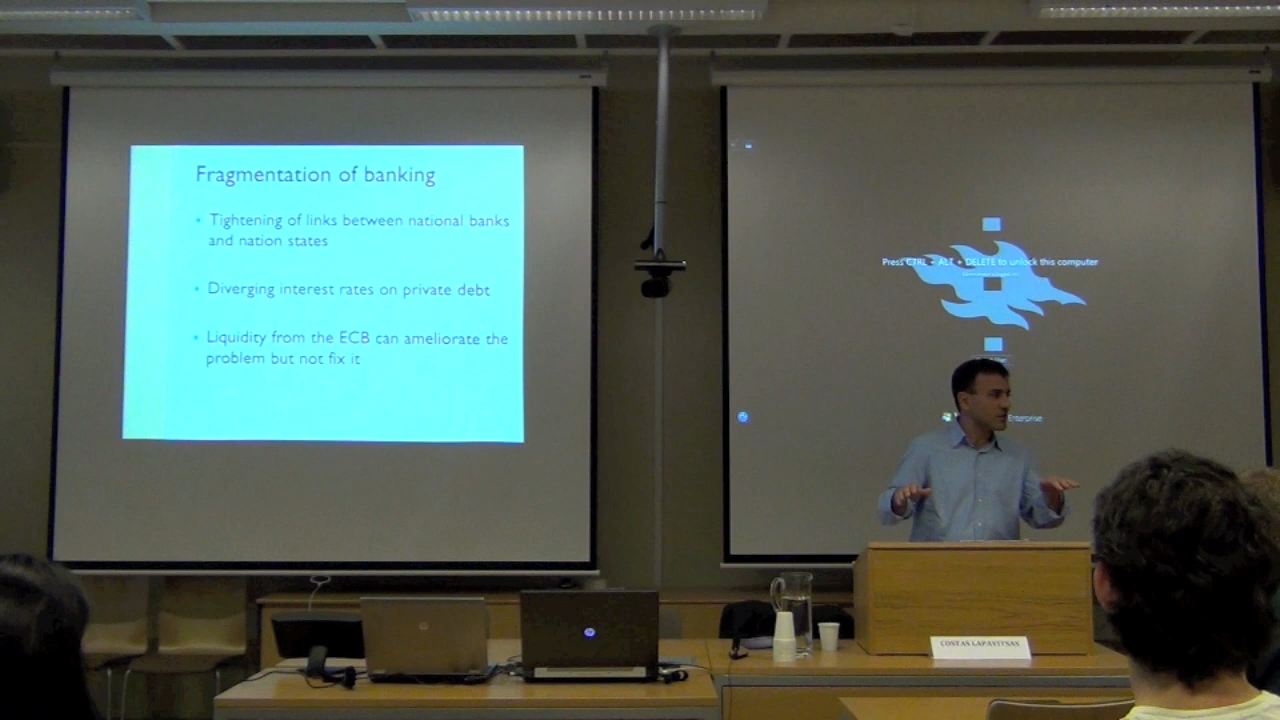 Fragmentation of banking
• Tightening of links between national banks
and nation states
• Diverging interest rates on private debt
• Liquidity from the ECB can ameliorate the
problem but not fix it
Press CTRL + ALT + DELETE to unlock this computer
Enterprise
COSTAS LAPAVITSAS